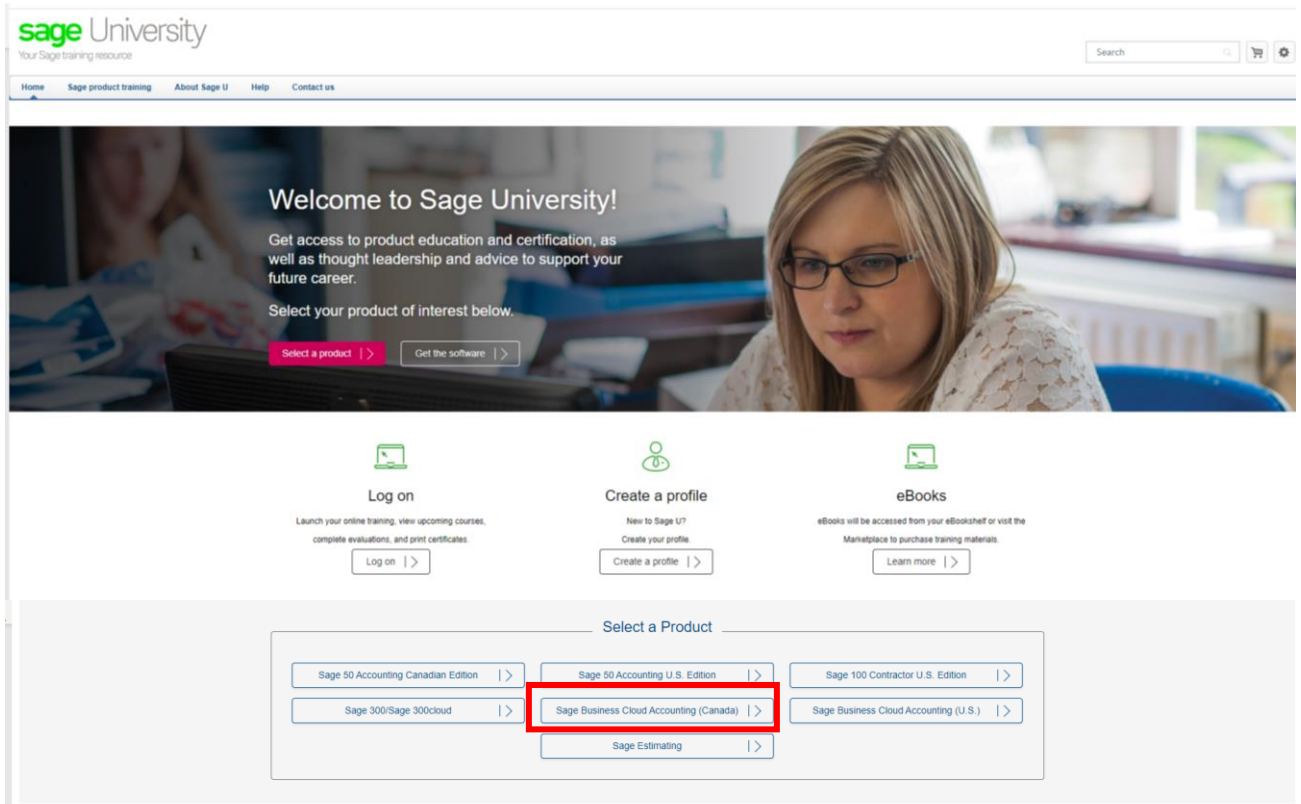 sage University
Your Sage training resource
Search
Home Sage product training About Sage U Help Contact us
Welcome to Sage University!
Get access to product education and certification, as
well as thought leadership and advice to support your
future career.
Select your product of interest below.
Select a product
Get the software
Log on
Launch your online training, view upcoming courses,
complete evaluations, and print certificates.
Log on
Create a profile
New to Sage U?
Create your profile.
Create a profile
eBooks
eBooks will be accessed from your eBookshelf or visit the
Marketplace to purchase training materials.
Learn more
Select a Product
Sage 50 Accounting Canadian Edition
Sage 50 Accounting U.S. Edition
Sage 100 Contractor U.S. Edition
Sage 300/Sage 300cloud
Sage Business Cloud Accounting (Canada)
Sage Business Cloud Accounting (U.S.)
Sage Estimating